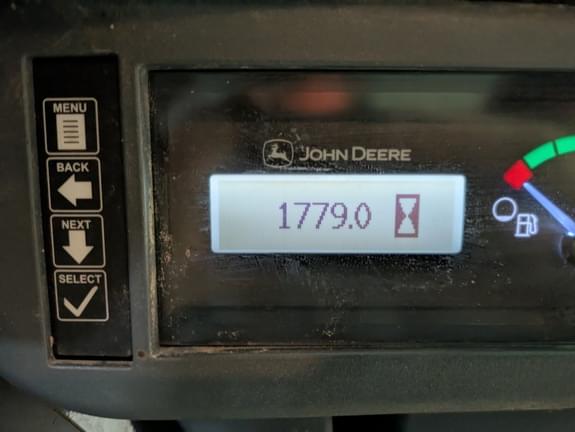 MENU
BACK
NEXT
SELECT
JOHN DEERE
1779.0